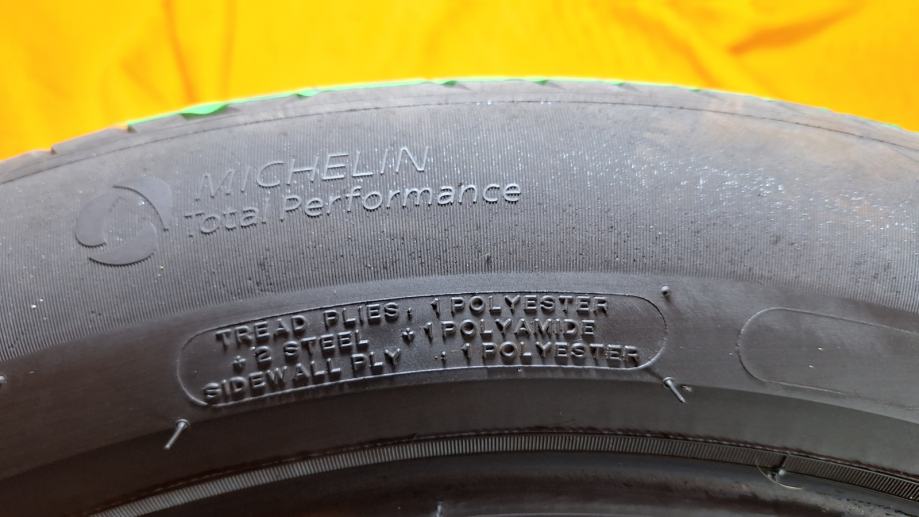 MICHELIN
Total Performance
TREAD PLIES: 1 POLYESTER
+ 2 STEEL + 1 POLYAMIDE
SIDEWALL PLY : 1 POLYESTER